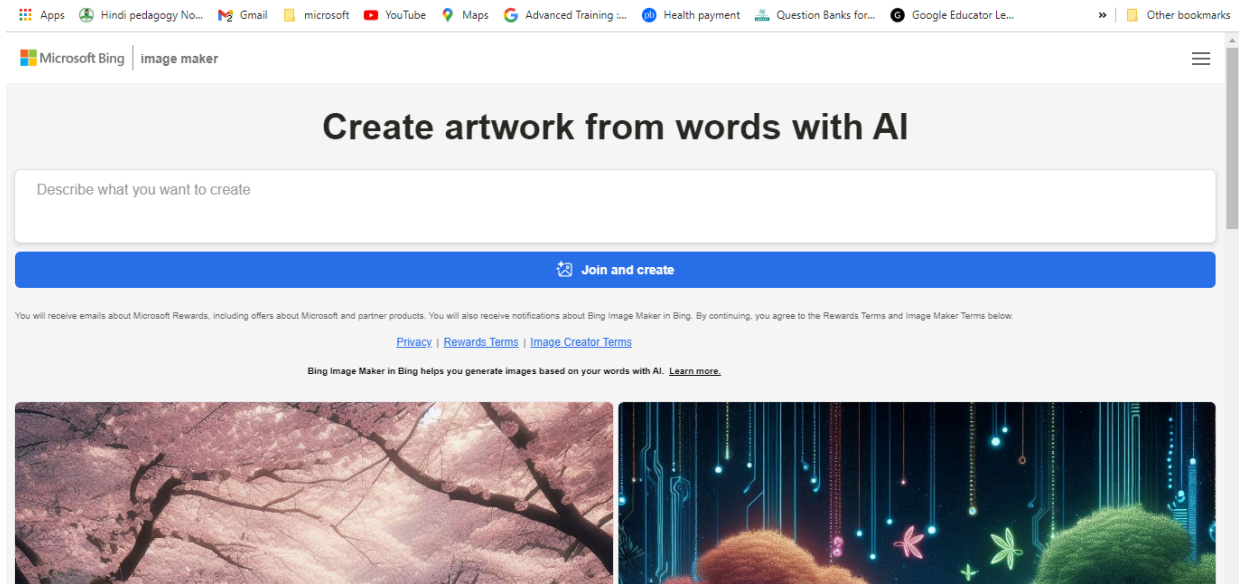 Apps Hindi pedagogy No... Gmail microsoft YouTube Maps Advanced Training :... Health payment Question Banks for... Google Educator Le... » Other bookmarks
Microsoft Bing image maker
Create artwork from words with AI
Describe what you want to create
Join and create
You will receive emails about Microsoft Rewards, including offers about Microsoft and partner products. You will also receive notifications about Bing Image Maker in Bing. By continuing, you agree to the Rewards Terms and Image Maker Terms below.
Privacy | Rewards Terms | Image Creator Terms
Bing Image Maker in Bing helps you generate images based on your words with AI. Learn more.